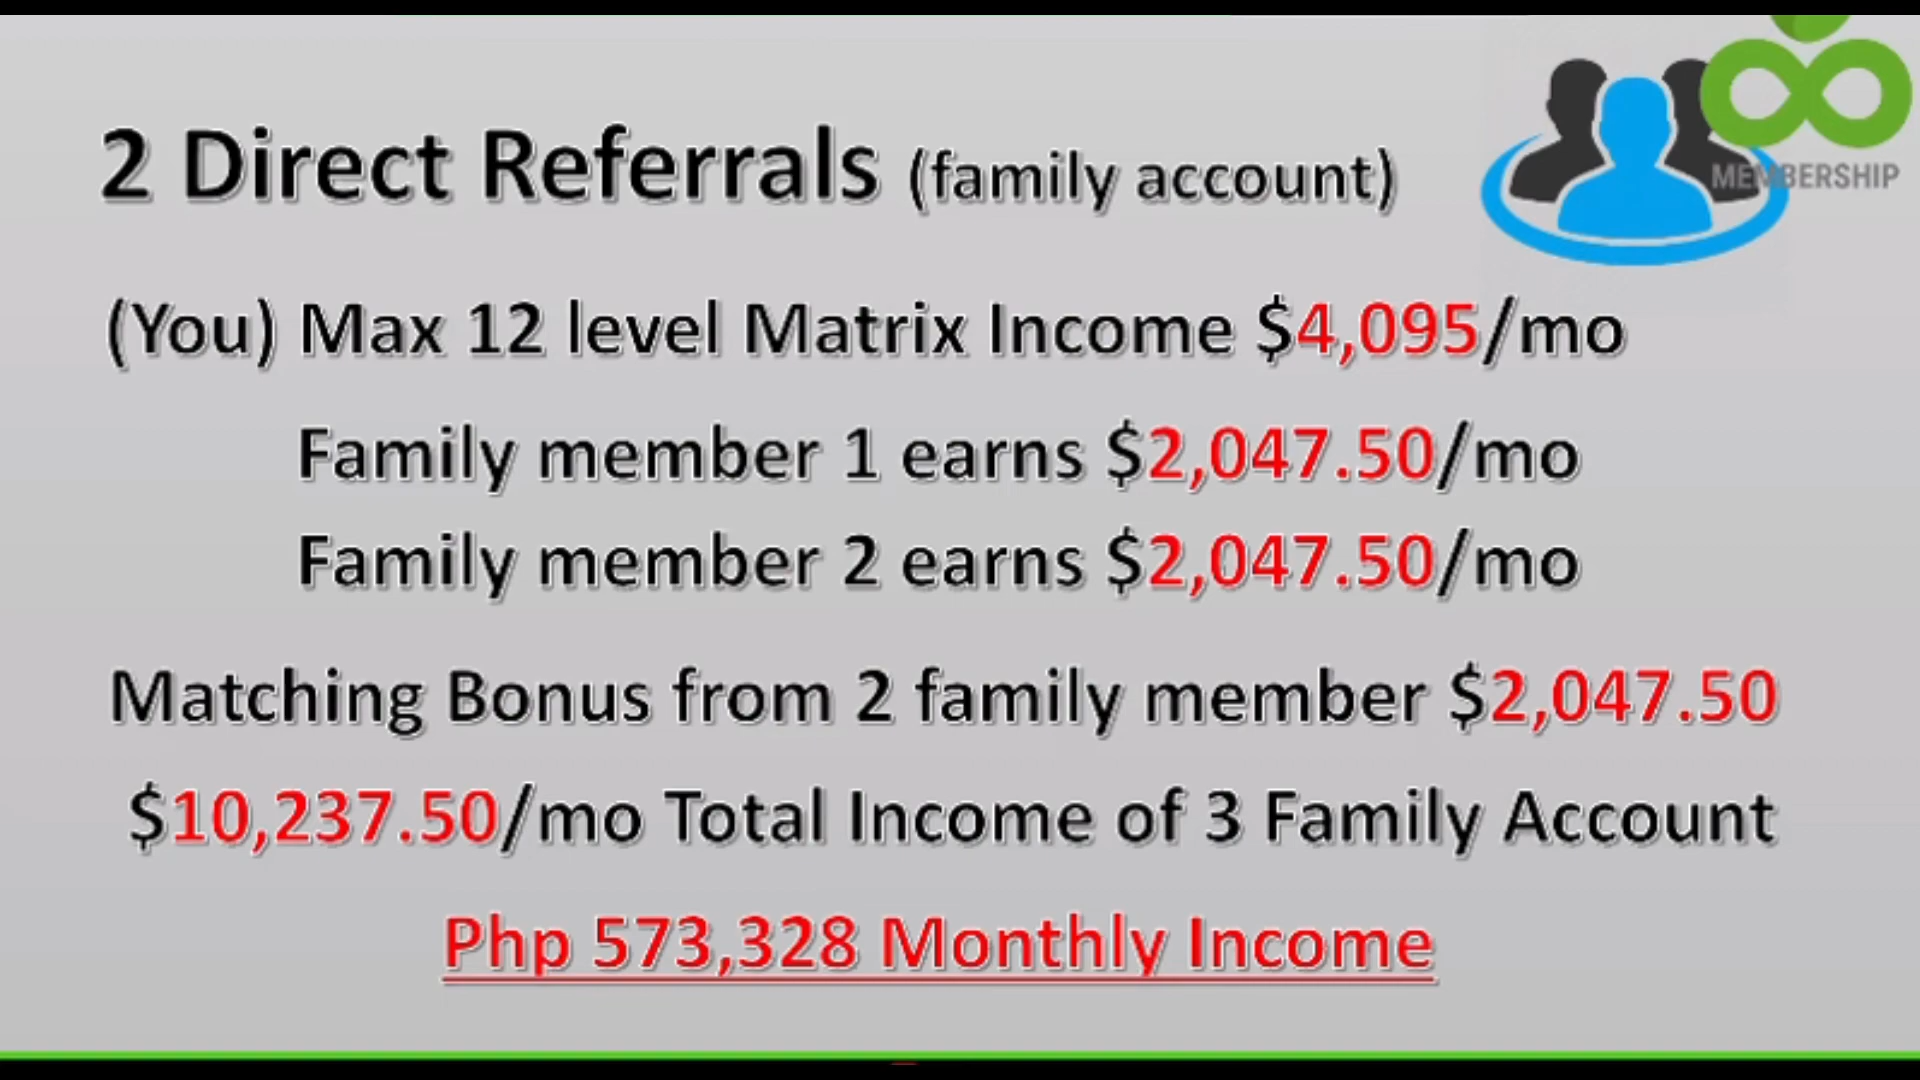 MEMBERSHIP
2 Direct Referrals (family account)
(You) Max 12 level Matrix Income $4,095/mo
Family member 1 earns $2,047.50/mo
Family member 2 earns $2,047.50/mo
Matching Bonus from 2 family member $2,047.50
$10,237.50/mo Total Income of 3 Family Account
Php 573,328 Monthly Income